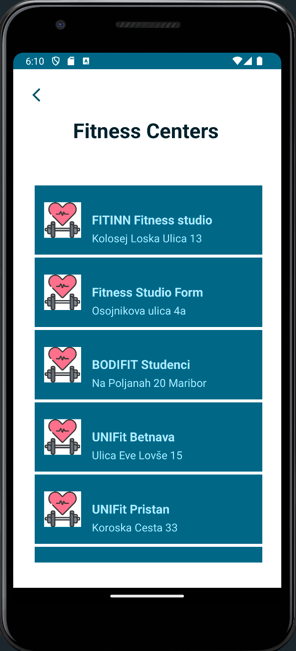 6:10
Fitness Centers
FITINN Fitness studio
Kolosej Loska Ulica 13
Fitness Studio Form
Osojnikova ulica 4a
BODIFIT Studenci
Na Poljanah 20 Maribor
UNIFit Betnava
Ulica Eve Lovše 15
UNIFit Pristan
Koroska Cesta 33